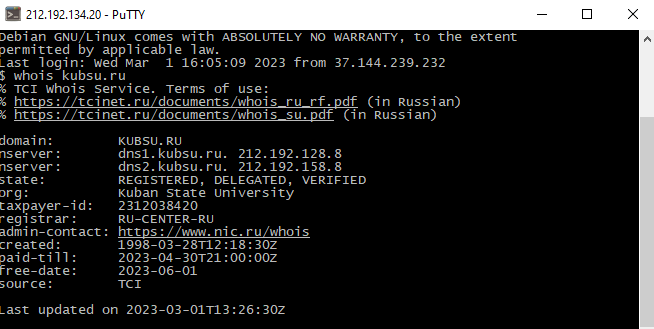 212.192.134.20 - PuTTY
Debian GNU/Linux comes with ABSOLUTELY NO WARRANTY, to the extent
permitted by applicable law.
Last login: Wed Mar  1 16:05:09 2023 from 37.144.239.232
$ whois kubsu.ru
% TCI Whois Service. Terms of use:
% https://tcinet.ru/documents/whois_ru_rf.pdf (in Russian)
% https://tcinet.ru/documents/whois_su.pdf (in Russian)

domain:        KUBSU.RU
nserver:       dns1.kubsu.ru. 212.192.128.8
nserver:       dns2.kubsu.ru. 212.192.158.8
state:         REGISTERED, DELEGATED, VERIFIED
org:           Kuban State University
taxpayer-id:   2312038420
registrar:     RU-CENTER-RU
admin-contact: https://www.nic.ru/whois
created:       1998-03-28T12:18:30Z
paid-till:     2023-04-30T21:00:00Z
free-date:     2023-06-01
source:        TCI

Last updated on 2023-03-01T13:26:30Z